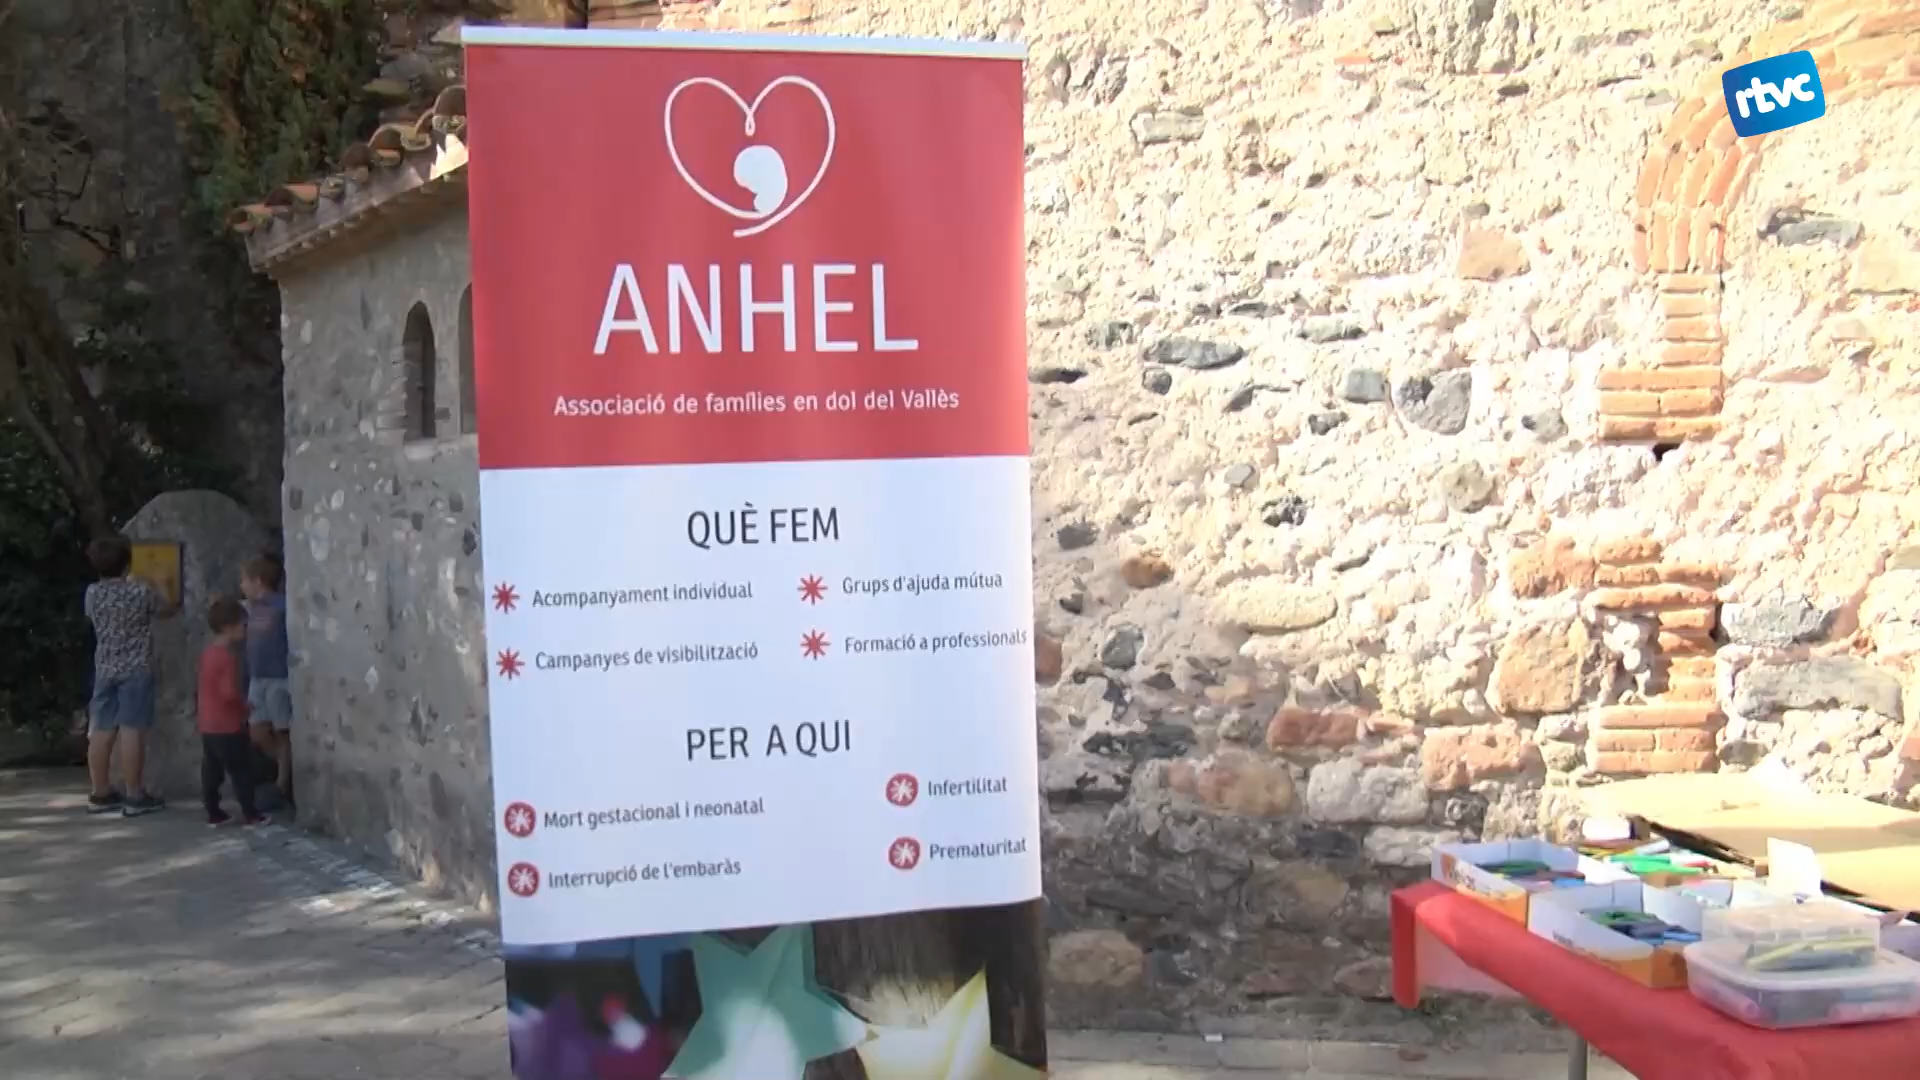 rtvc
ANHEL
Associació de famílies en dol del Vallès
QUÈ FEM
Acompanyament individual
Grups d'ajuda mútua
Campanyes de visibilització
Formació a professionals
PER A QUI
Mort gestacional i neonatal
Infertilitat
Interrupció de l'embaràs
Prematuritat